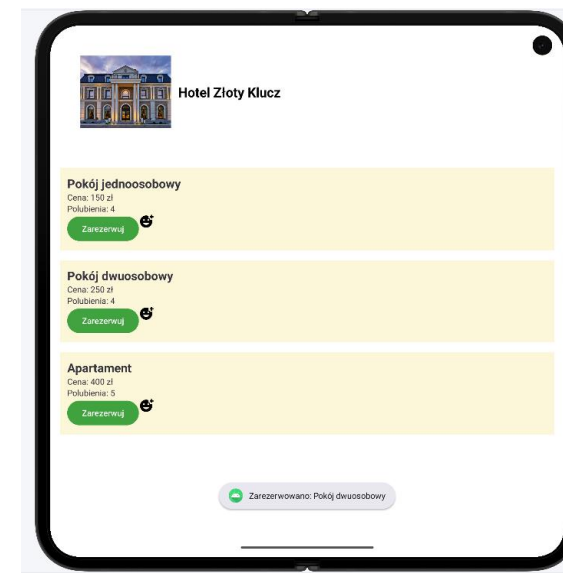 Hotel Złoty Klucz
Pokój jednoosobowy
Cena: 150 zł
Polubienia: 4
Zarezerwuj
Pokój dwuosobowy
Cena: 250 zł
Polubienia: 4
Zarezerwuj
Apartament
Cena: 400 zł
Polubienia: 5
Zarezerwuj
Zarezerwowano: Pokój dwuosobowy